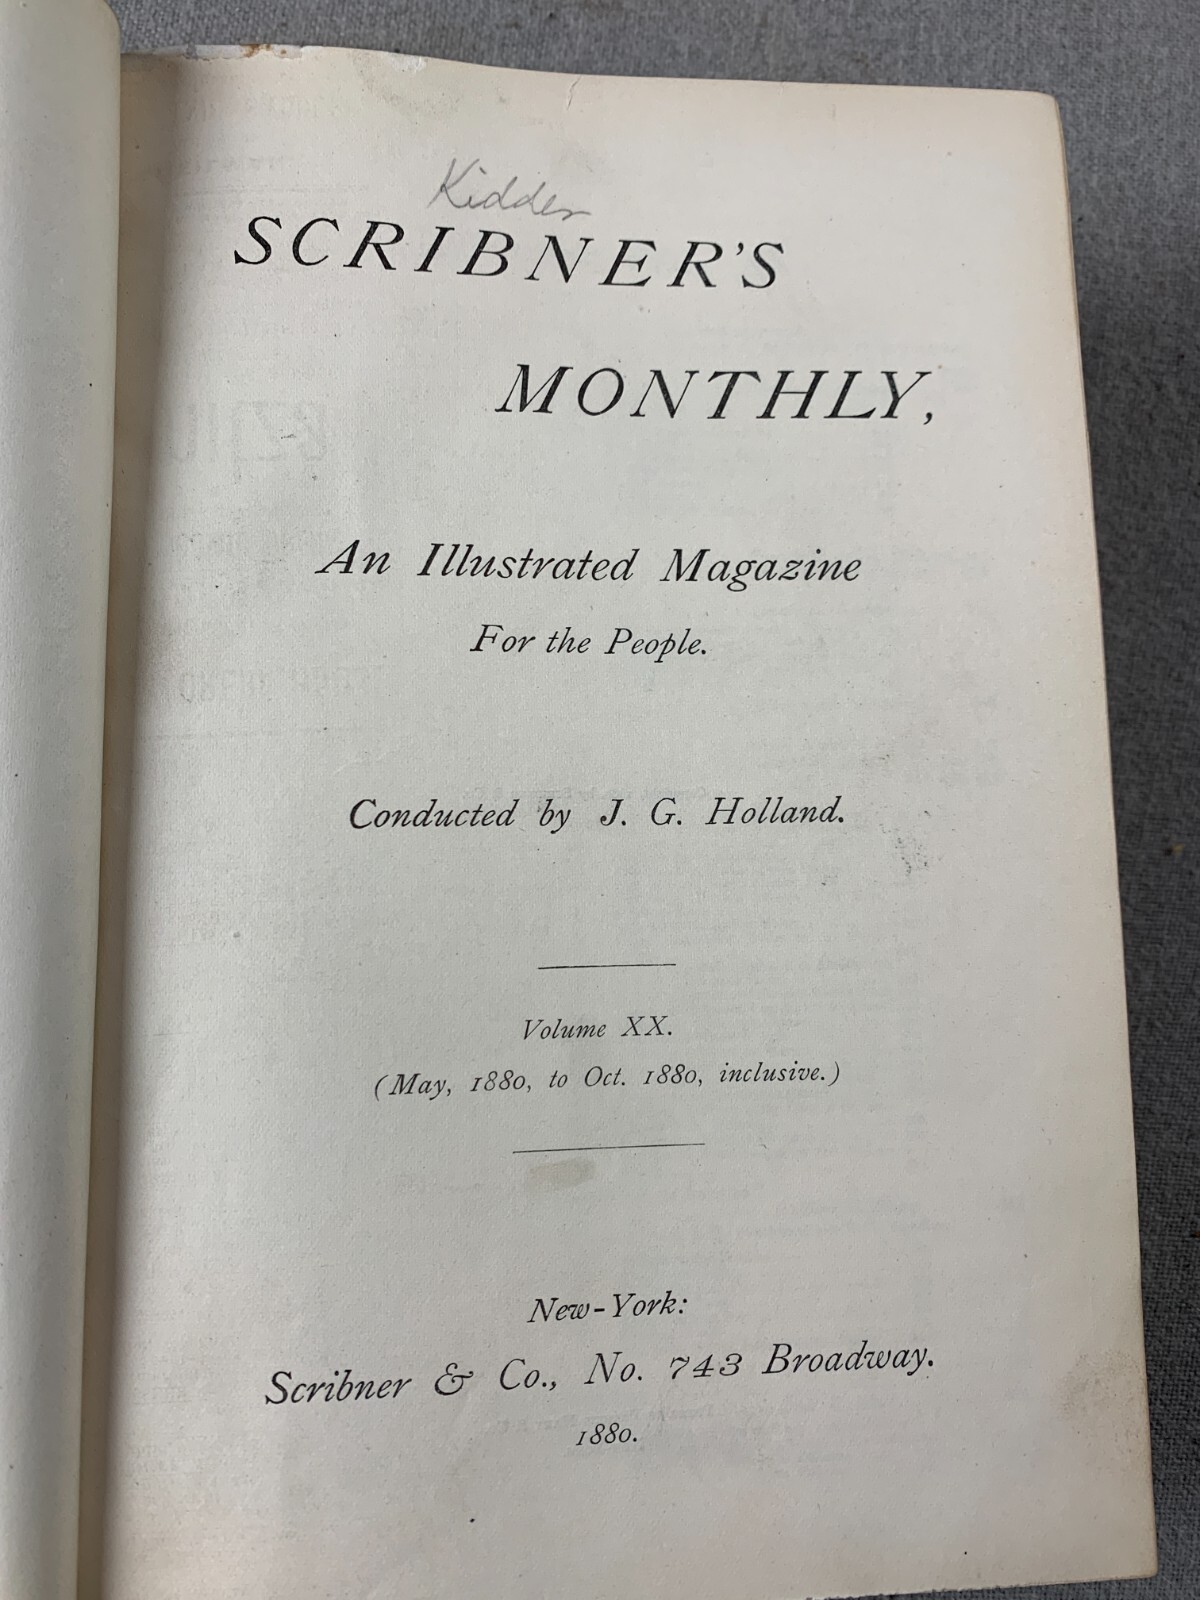 Kidder
SCRIBNER'S
MONTHLY,
An Illustrated Magazine
For the People.
Conducted by J. G. Holland.
Volume XX.
(May, 1880, to Oct. 1880, inclusive.)
New-York:
Scribner & Co., No. 743 Broadway.
1880.